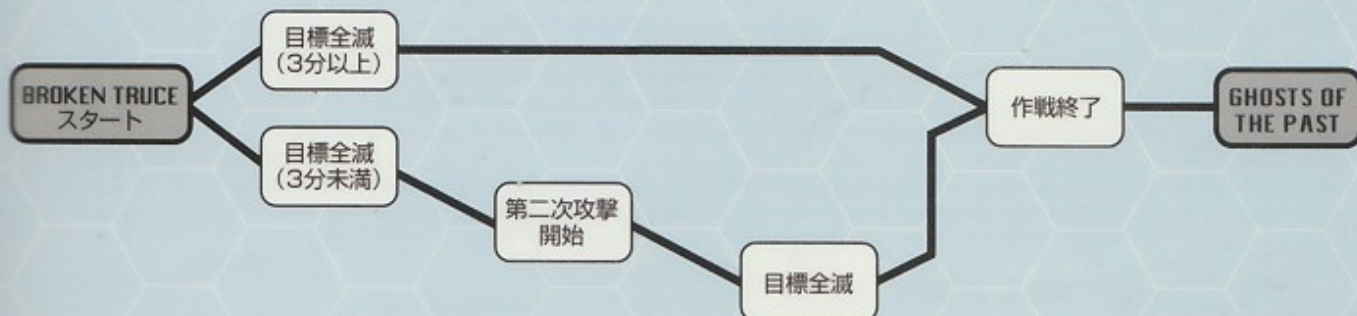 BROKEN TRUCE
スタート
目標全滅
(3分以上)
目標全滅
(3分未満)
第二次攻撃
開始
目標全滅
作戦終了
GHOSTS OF
THE PAST